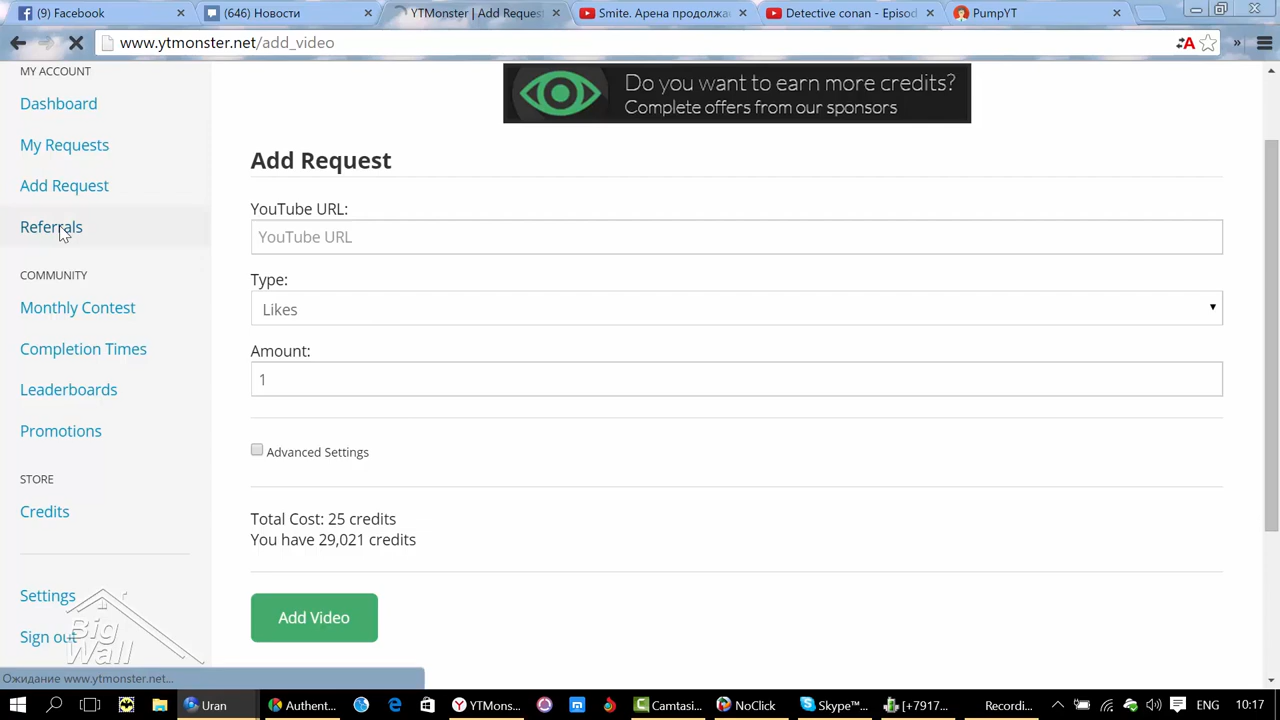 Facebook
(646) Новости
YTMonster | Add Request
Smite. Арена продолжа
Detective conan - Episod
PumpYT
www.ytmonster.net/add_video
»
MY ACCOUNT
Dashboard
My Requests
Add Request
Referrals
COMMUNITY
Monthly Contest
Completion Times
Leaderboards
Promotions
STORE
Credits
Settings
Sign out
Big
Wall
Do you want to earn more credits?
Complete offers from our sponsors
Add Request
YouTube URL:
YouTube URL
Type:
Likes
Amount:
1
Advanced Settings
Total Cost: 25 credits
You have 29,021 credits
Add Video
Ожидание www.ytmonster.net...
Uran
Authent...
YTMons...
Camtasi...
NoClick
Skype™...
[+7917...
Recordi...
ENG
10:17